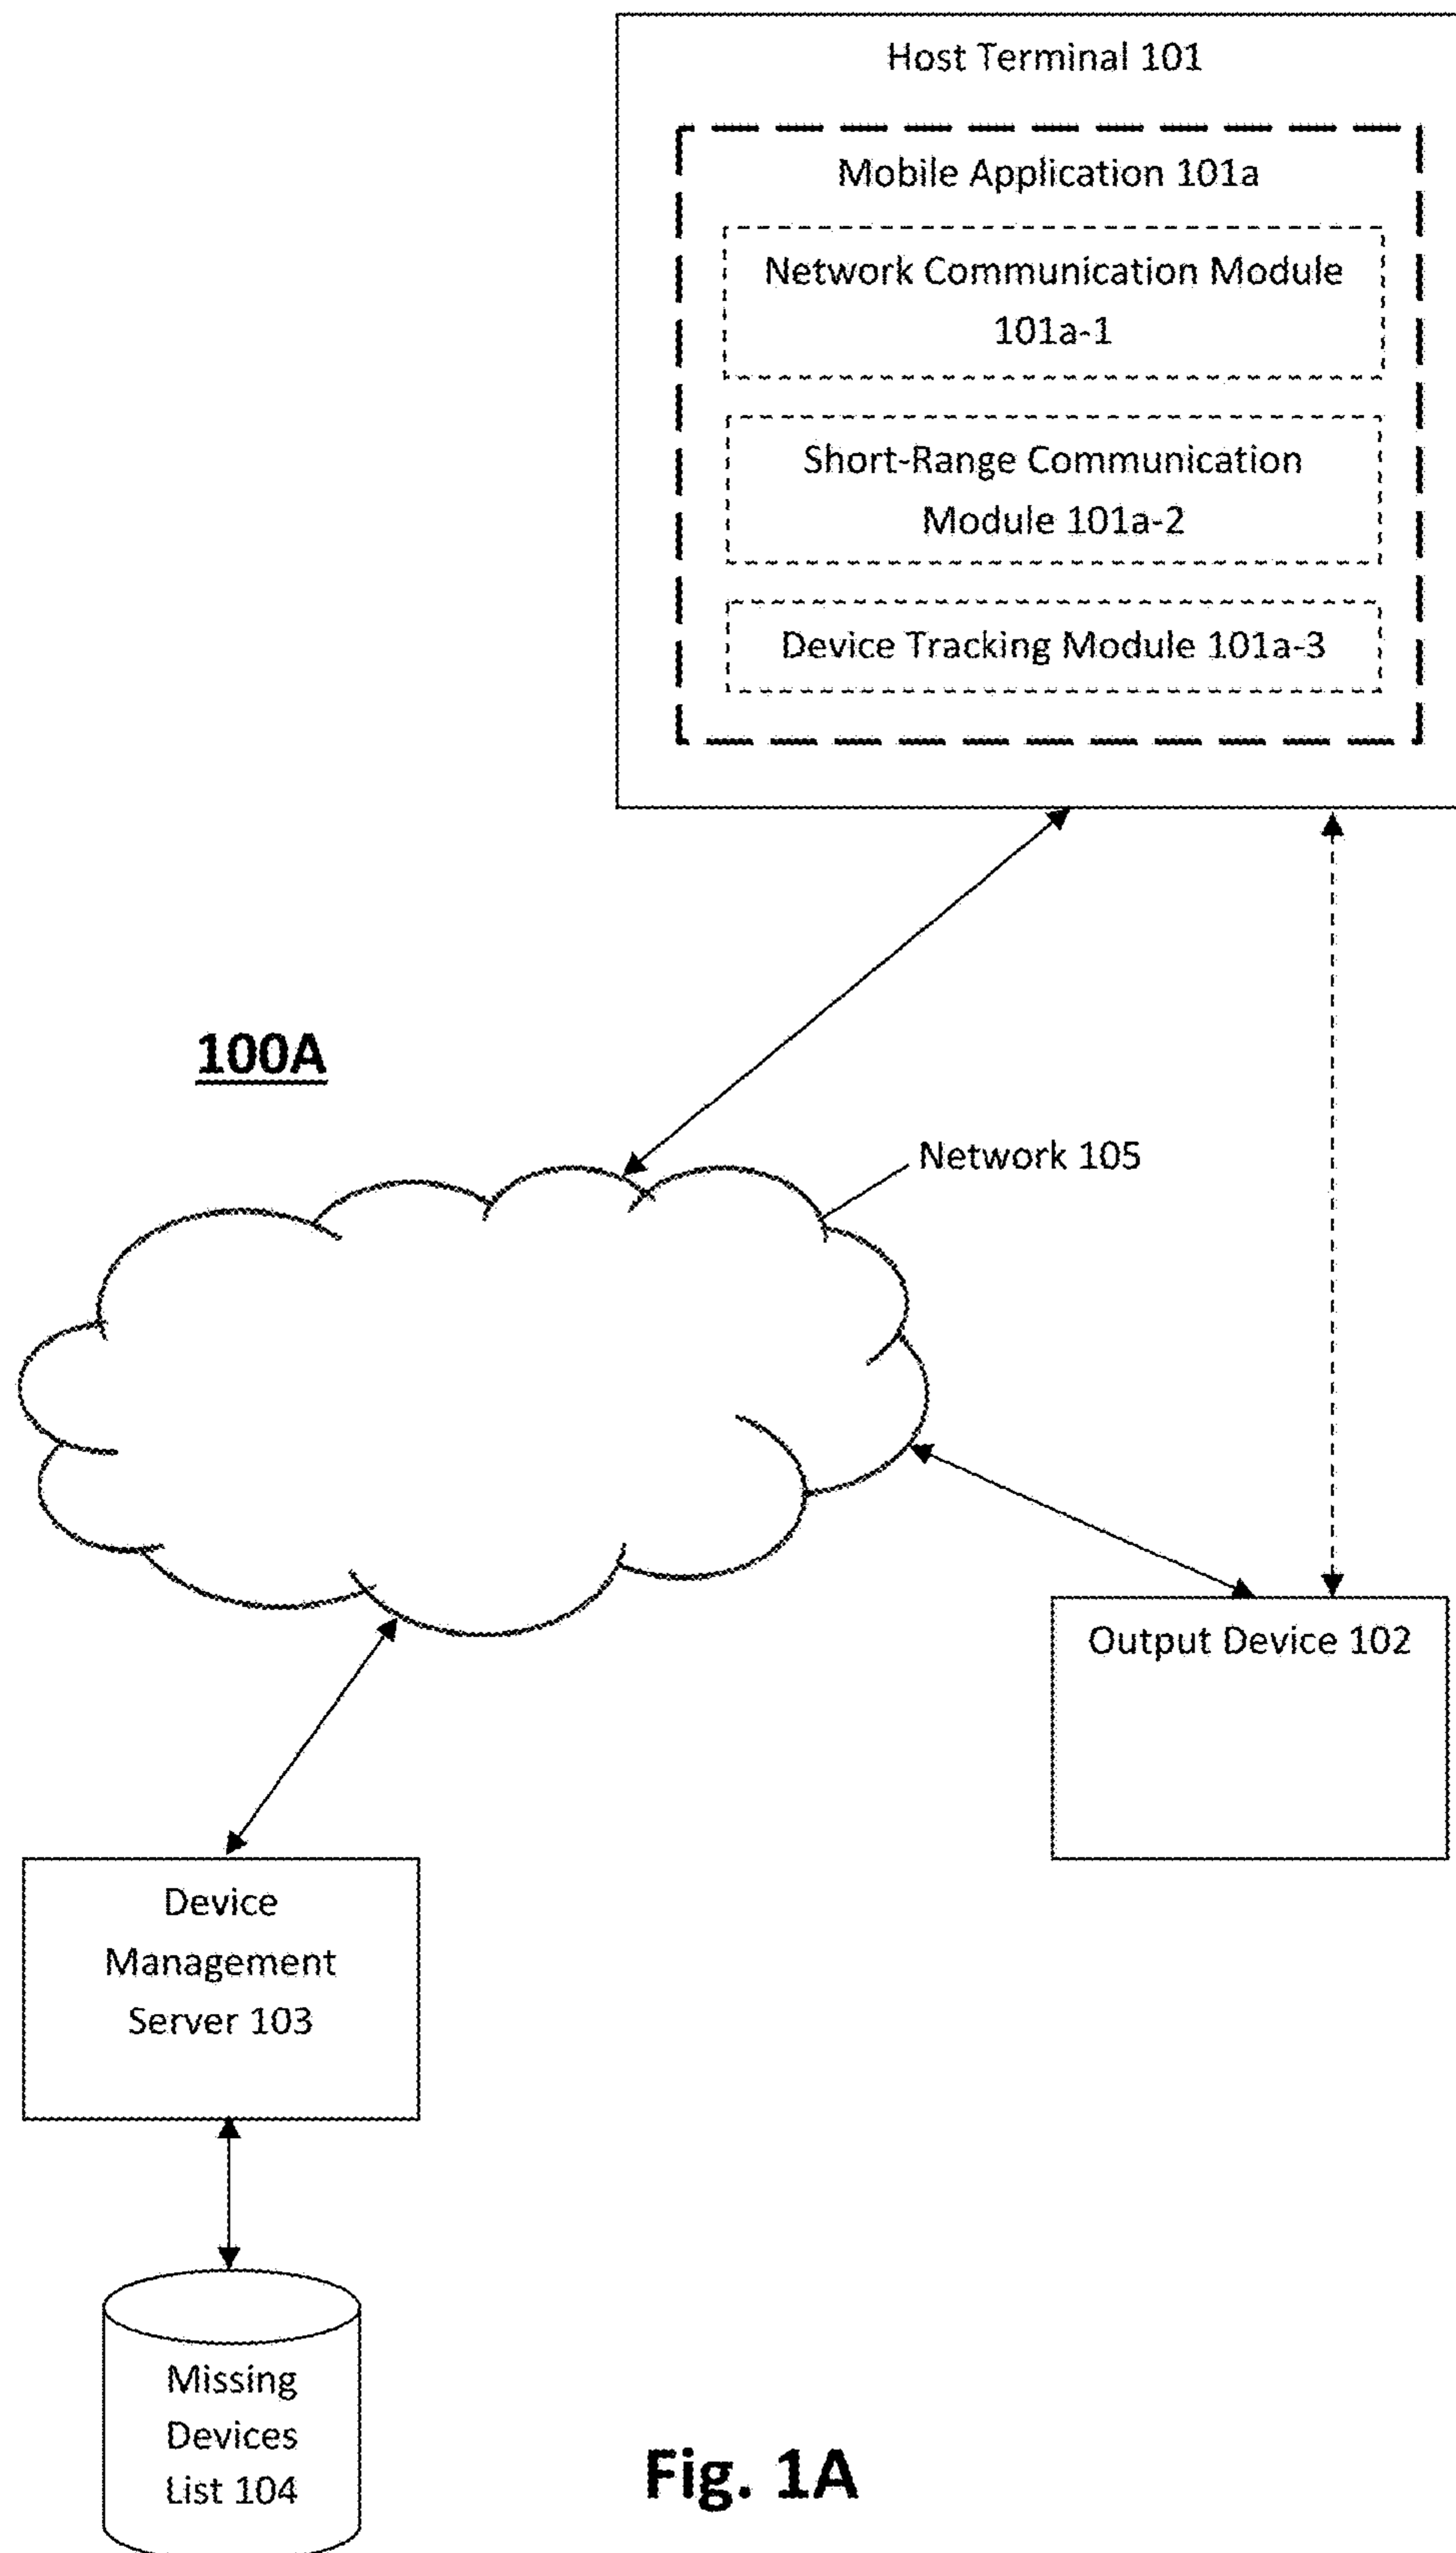 Host Terminal 101
Mobile Application 101a
Network Communication Module
101a-1
Short-Range Communication
Module 101a-2
Device Tracking Module 101a-3
100A
Network 105
Output Device 102
Device
Management
Server 103
Missing
Devices
List 104
Fig. 1A